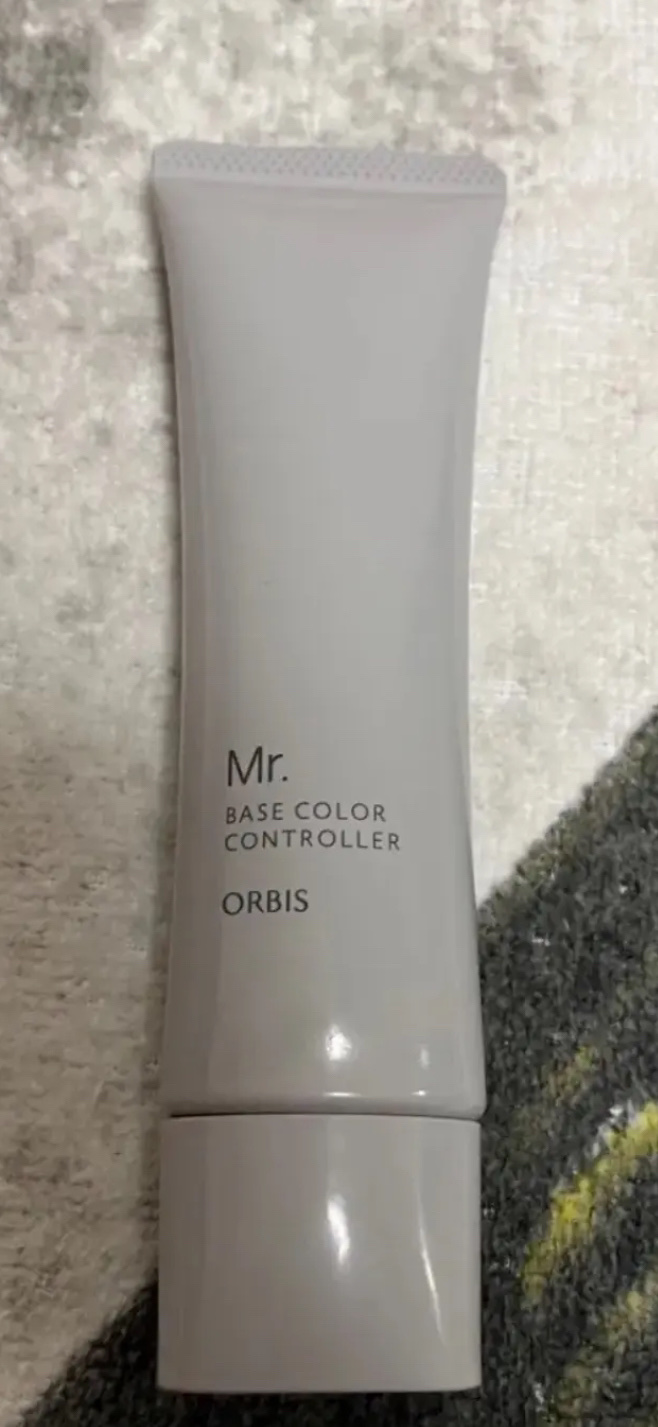 Mr.
BASE COLOR
CONTROLLER
ORBIS